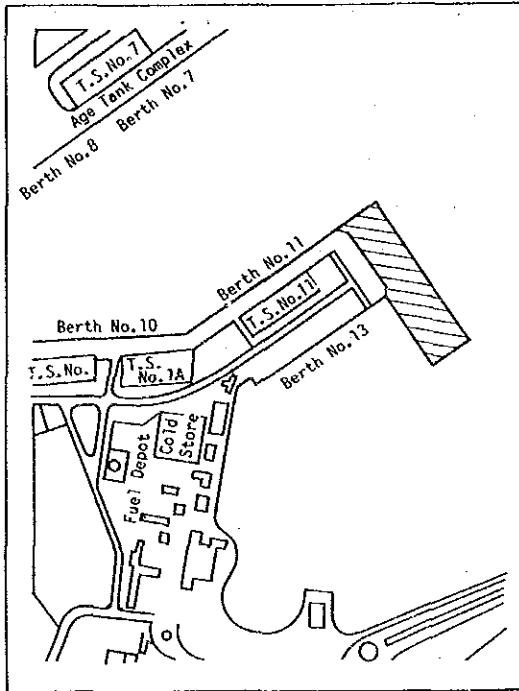 T.S.No.7
Age Tank Complex
Berth No.8 Berth No.7
Berth No.11
T.S.No.11
Berth No.10
Berth No.13
T.S.No.
T.S.
No.1A
Cold
Store
Fuel Depot